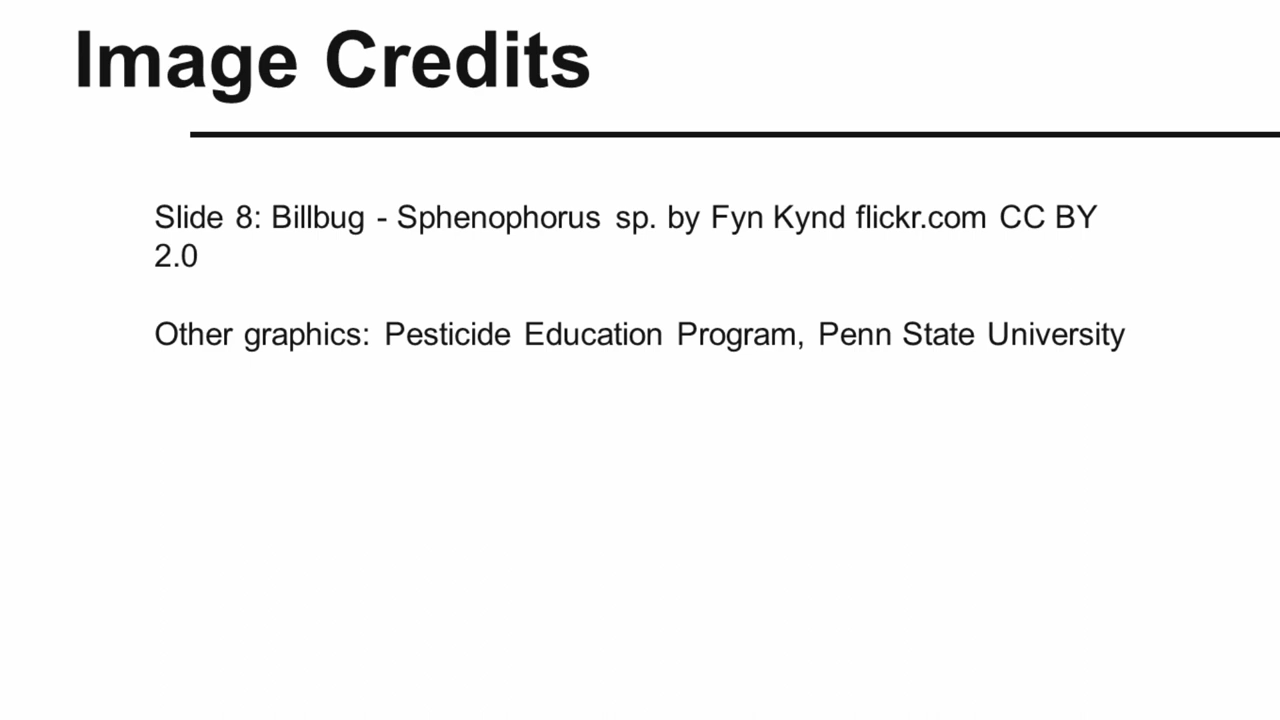 Image Credits
Slide 8: Billbug - Sphenophorus sp. by Fyn Kynd flickr.com CC BY
2.0
Other graphics: Pesticide Education Program, Penn State University